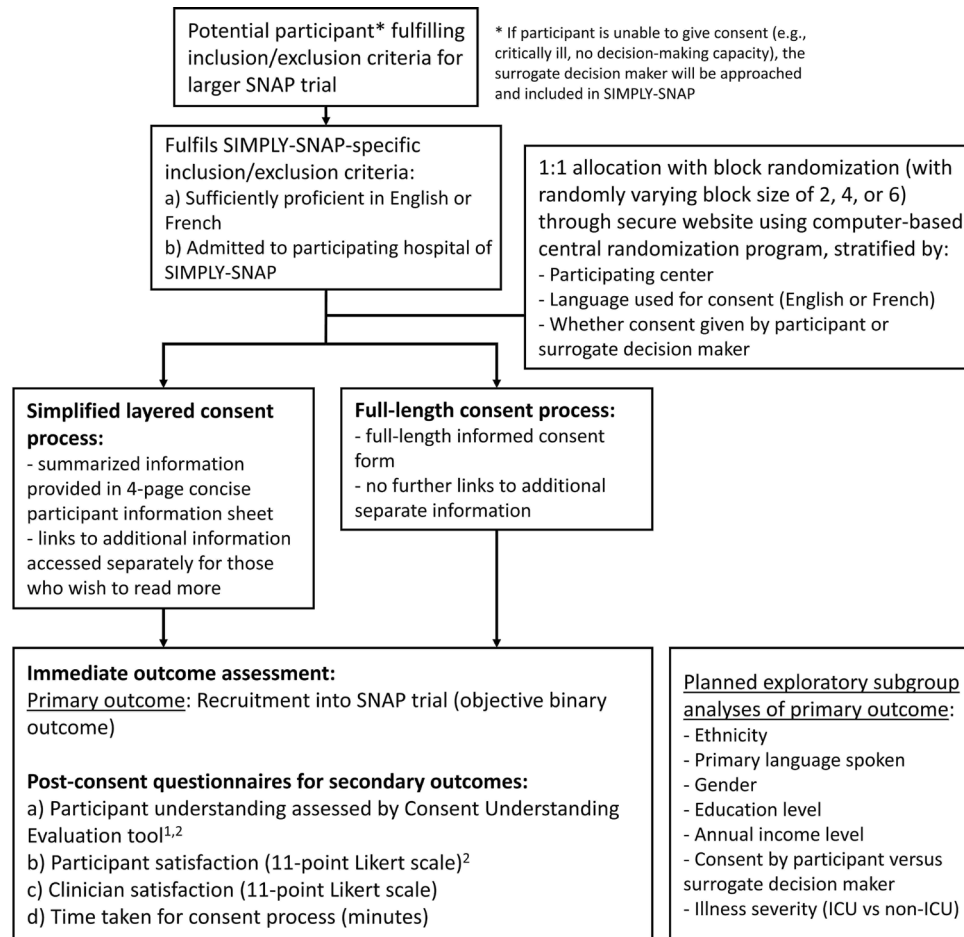 Potential participant* fulfilling
inclusion/exclusion criteria for
larger SNAP trial
* If participant is unable to give consent (e.g.,
critically ill, no decision-making capacity), the
surrogate decision maker will be approached
and included in SIMPLY-SNAP
Fulfils SIMPLY-SNAP-specific
inclusion/exclusion criteria:
a) Sufficiently proficient in English or
French
b) Admitted to participating hospital of
SIMPLY-SNAP
1:1 allocation with block randomization (with
randomly varying block size of 2, 4, or 6)
through secure website using computer-based
central randomization program, stratified by:
- Participating center
- Language used for consent (English or French)
- Whether consent given by participant or
surrogate decision maker
Simplified layered consent
process:
- summarized information
provided in 4-page concise
participant information sheet
- links to additional information
accessed separately for those
who wish to read more
Full-length consent process:
- full-length informed consent
form
- no further links to additional
separate information
Immediate outcome assessment:
Primary outcome: Recruitment into SNAP trial (objective binary
outcome)
Post-consent questionnaires for secondary outcomes:
a) Participant understanding assessed by Consent Understanding
Evaluation tool1,2
b) Participant satisfaction (11-point Likert scale)2
c) Clinician satisfaction (11-point Likert scale)
d) Time taken for consent process (minutes)
Planned exploratory subgroup
analyses of primary outcome:
- Ethnicity
- Primary language spoken
- Gender
- Education level
- Annual income level
- Consent by participant versus
surrogate decision maker
- Illness severity (ICU vs non-ICU)